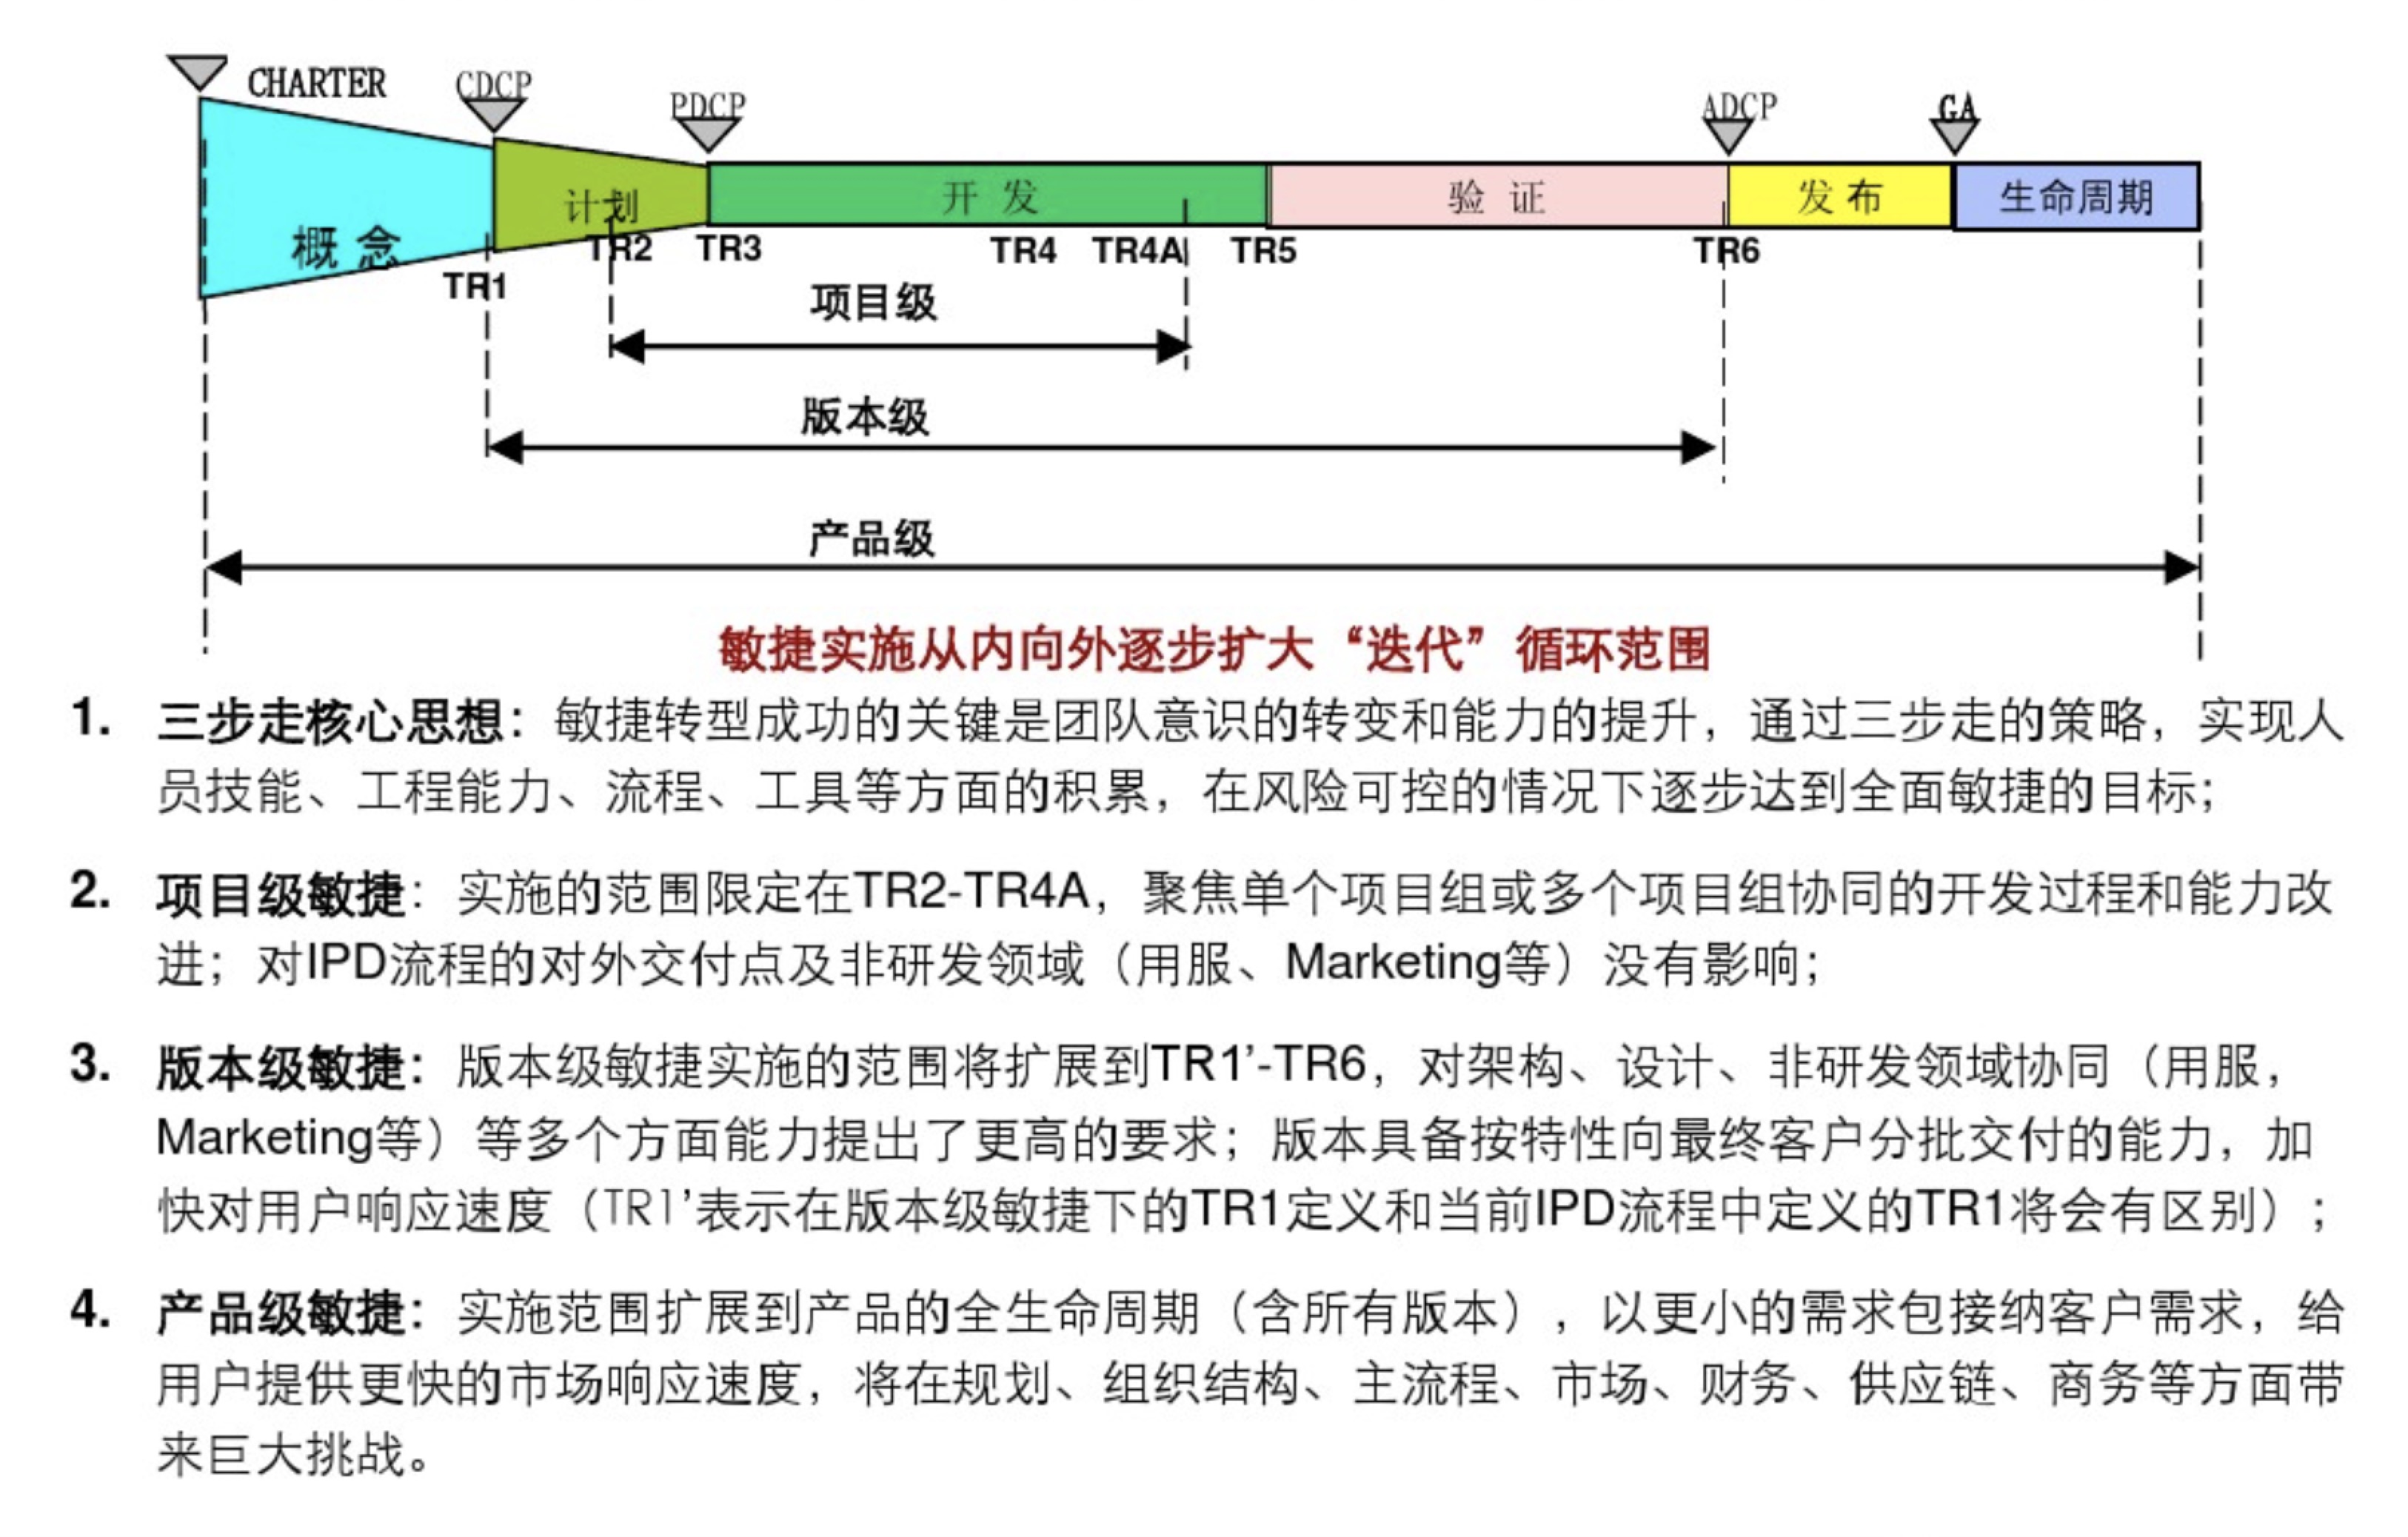 CHARTER
CDCP
PDCP
ADCP
GA
概 念
计划
开 发
验 证
发 布
生命周期
TR1
TR2
TR3
TR4
TR4A
TR5
TR6
项目级
版本级
产品级
敏捷实施从内向外逐步扩大“迭代”循环范围
1. 三步走核心思想：敏捷转型成功的关键是团队意识的转变和能力的提升，通过三步走的策略，实现人
员技能、工程能力、流程、工具等方面的积累，在风险可控的情况下逐步达到全面敏捷的目标；
2. 项目级敏捷：实施的范围限定在TR2-TR4A，聚焦单个项目组或多个项目组协同的开发过程和能力改
进；对IPD流程的对外交付点及非研发领域（用服、Marketing等）没有影响；
3. 版本级敏捷：版本级敏捷实施的范围将扩展到TR1’-TR6，对架构、设计、非研发领域协同（用服，
Marketing等）等多个方面能力提出了更高的要求；版本具备按特性向最终客户分批交付的能力，加
快对用户响应速度（TR1’表示在版本级敏捷下的TR1定义和当前IPD流程中定义的TR1将会有区别）；
4. 产品级敏捷：实施范围扩展到产品的全生命周期（含所有版本），以更小的需求包接纳客户需求，给
用户提供更快的市场响应速度，将在规划、组织结构、主流程、市场、财务、供应链、商务等方面带
来巨大挑战。